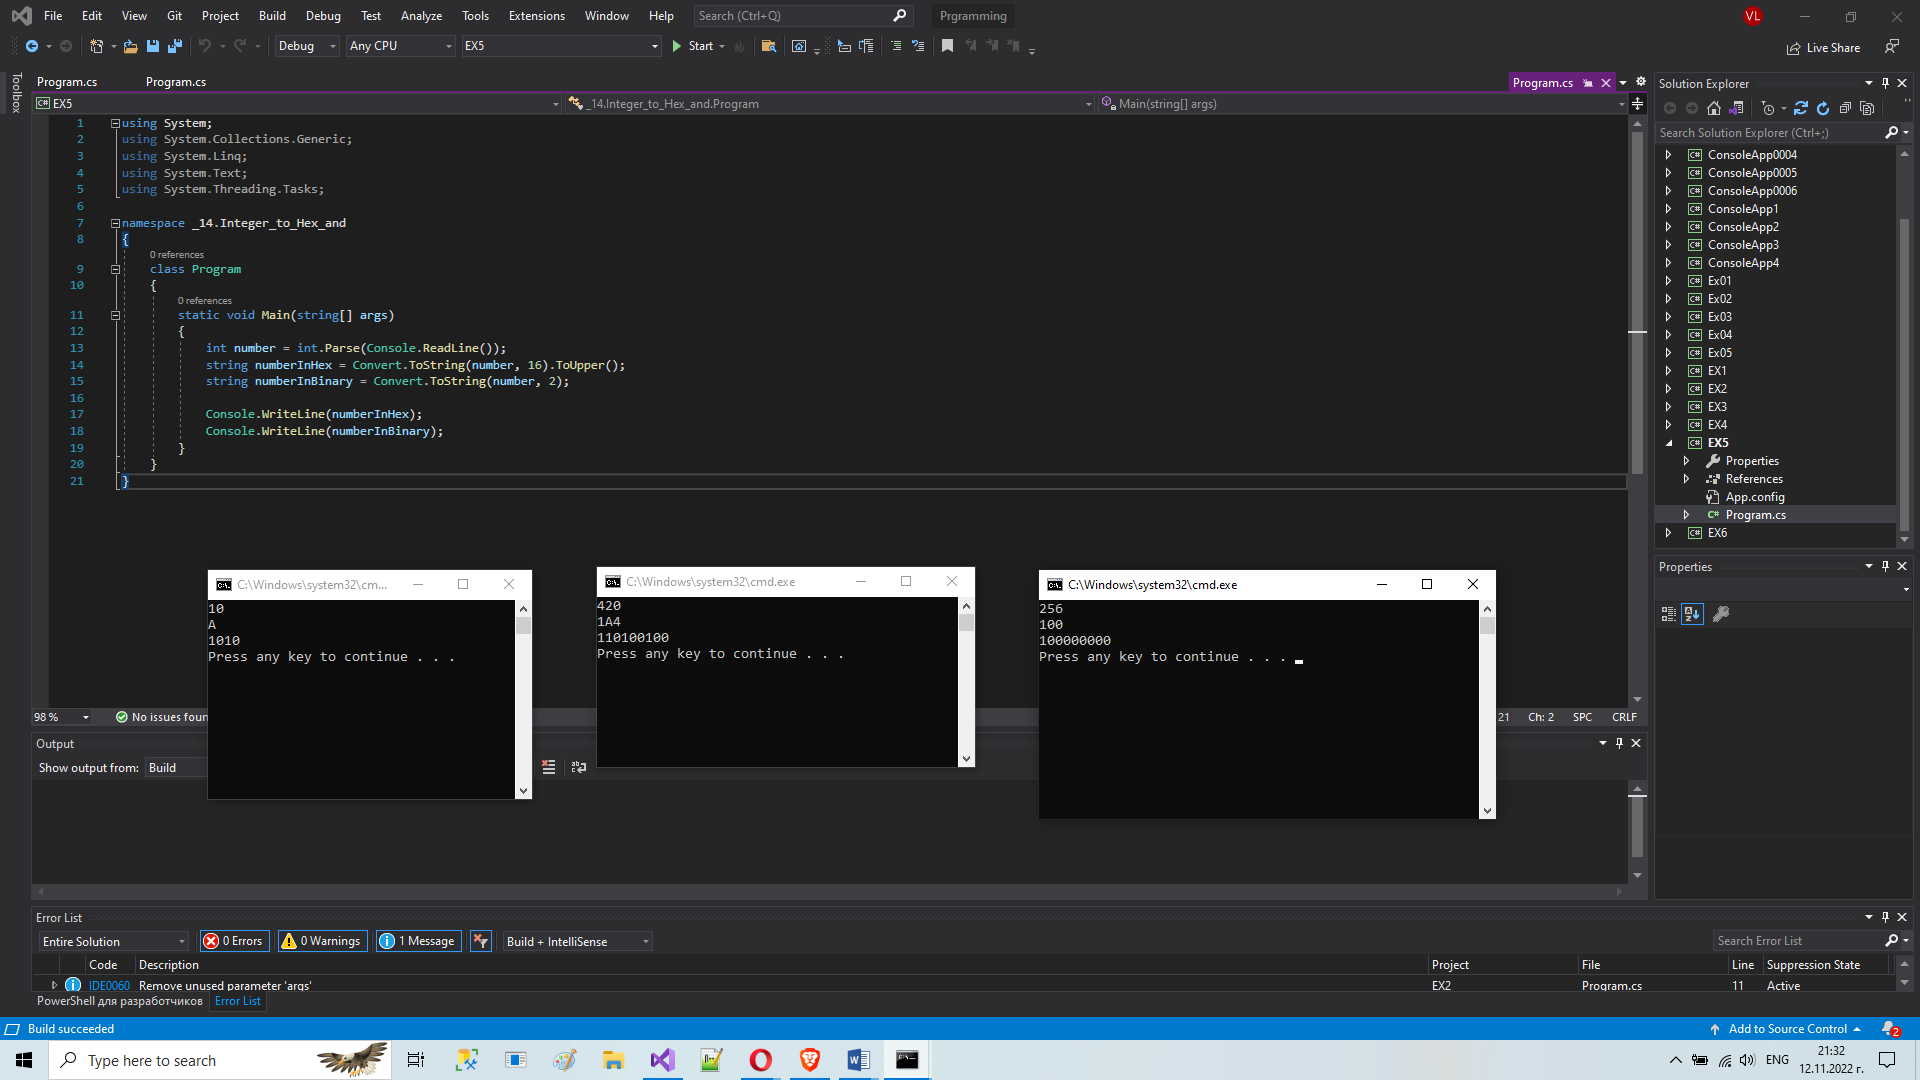 File Edit View Git Project Build Debug Test Analyze Tools Extensions Window Help Search (Ctrl+Q) Prgramming VL
Debug Any CPU EX5 Start Live Share
Toolbox
Program.cs Program.cs Program.cs
EX5 _14.Integer_to_Hex_and.Program Main(string[] args)
1 using System;
2 using System.Collections.Generic;
3 using System.Linq;
4 using System.Text;
5 using System.Threading.Tasks;
6
7 namespace _14.Integer_to_Hex_and
8 {
0 references
9 class Program
10 {
0 references
11 static void Main(string[] args)
12 {
13 int number = int.Parse(Console.ReadLine());
14 string numberInHex = Convert.ToString(number, 16).ToUpper();
15 string numberInBinary = Convert.ToString(number, 2);
16
17 Console.WriteLine(numberInHex);
18 Console.WriteLine(numberInBinary);
19 }
20 }
21 }
C:\Windows\system32\cm...
10
A
1010
Press any key to continue . . .
C:\Windows\system32\cmd.exe
420
1A4
110100100
Press any key to continue . . .
C:\Windows\system32\cmd.exe
256
100
100000000
Press any key to continue . . .
98 % No issues foun 21 Ch: 2 SPC CRLF
Output
Show output from: Build
Solution Explorer
Search Solution Explorer (Ctrl+;)
C# ConsoleApp0004
C# ConsoleApp0005
C# ConsoleApp0006
C# ConsoleApp1
C# ConsoleApp2
C# ConsoleApp3
C# ConsoleApp4
C# Ex01
C# Ex02
C# Ex03
C# Ex04
C# Ex05
C# EX1
C# EX2
C# EX3
C# EX4
C# EX5
Properties
References
App.config
C# Program.cs
C# EX6
Properties
Error List
Entire Solution 0 Errors 0 Warnings 1 Message Build + IntelliSense Search Error List
Code Description Project File Line Suppression State
IDE0060 Remove unused parameter 'args' EX2 Program.cs 11 Active
PowerShell для разработчиков Error List
Build succeeded Add to Source Control 2
Type here to search ENG 21:32
12.11.2022 г.